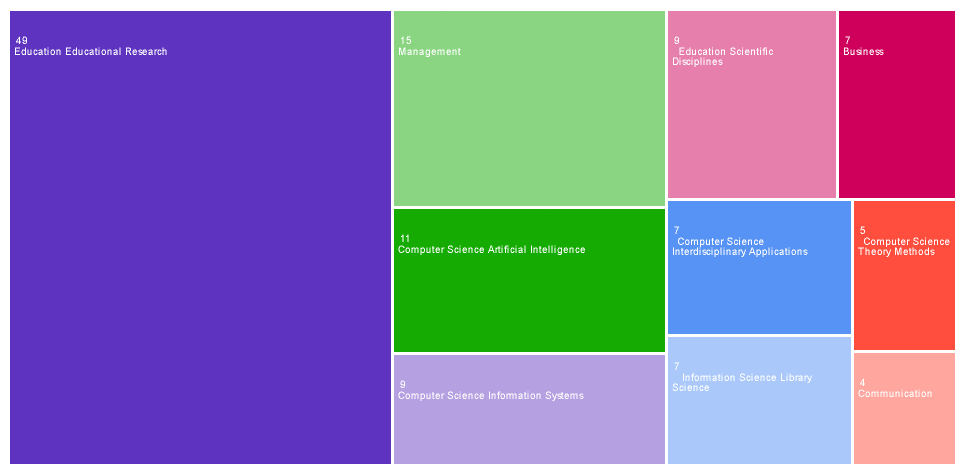 49
Education Educational Research
15
Management
11
Computer Science Artificial Intelligence
9
Computer Science Information Systems
9
Education Scientific
Disciplines
7
Business
7
Computer Science
Interdisciplinary Applications
5
Computer Science
Theory Methods
7
Information Science Library
Science
4
Communication